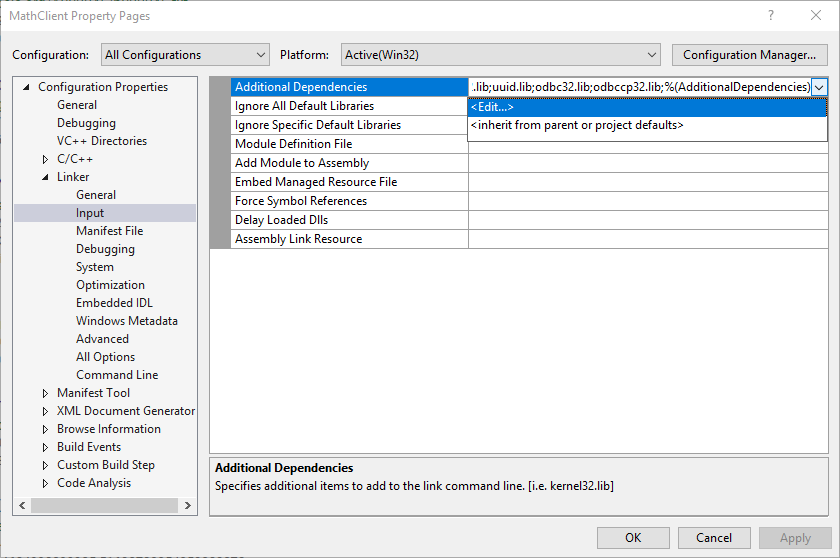 MathClient Property Pages
Configuration: All Configurations Platform: Active(Win32) Configuration Manager...
Configuration Properties
General
Debugging
VC++ Directories
C/C++
Linker
General
Input
Manifest File
Debugging
System
Optimization
Embedded IDL
Windows Metadata
Advanced
All Options
Command Line
Manifest Tool
XML Document Generator
Browse Information
Build Events
Custom Build Step
Code Analysis
Additional Dependencies .lib;uuid.lib;odbc32.lib;odbccp32.lib;%(AdditionalDependencies)
Ignore All Default Libraries <Edit...>
Ignore Specific Default Libraries <inherit from parent or project defaults>
Module Definition File
Add Module to Assembly
Embed Managed Resource File
Force Symbol References
Delay Loaded Dlls
Assembly Link Resource
Additional Dependencies
Specifies additional items to add to the link command line. [i.e. kernel32.lib]
OK Cancel Apply